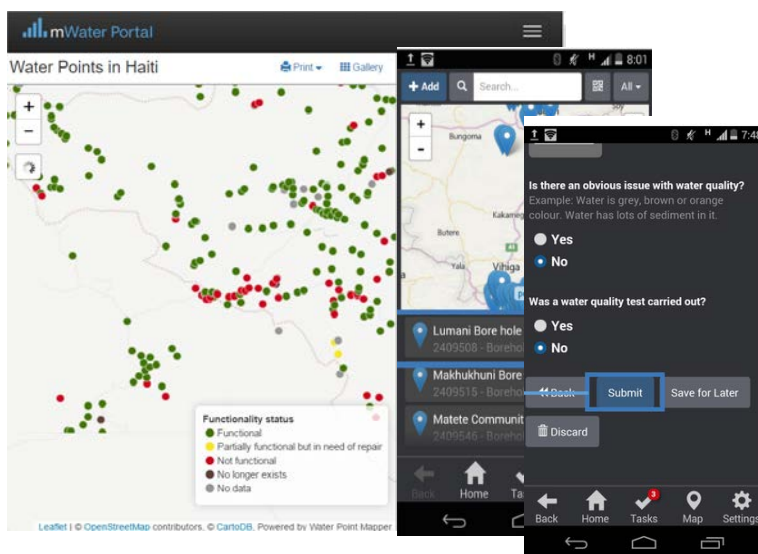 mWater Portal
Water Points in Haiti
Print
Gallery
+
-
Functionality status
Functional
Partially functional but in need of repair
Not functional
No longer exists
No data
Leaflet | © OpenStreetMap contributors, © CartoDB, Powered by Water Point Mapper
H
8:01
+ Add
Search...
All
+
-
Bungoma
Butere
Yala
Vihiga
Lumani Bore hole
2409508 - Boreho
Makhukhuni Bore
2409515 - Boreho
Matete Communit
2409546 - Boreho
Back
Home
Ta
H
7:48
Is there an obvious issue with water quality?
Example: Water is grey, brown or orange
colour. Water has lots of sediment in it.
Yes
No
Was a water quality test carried out?
Yes
No
Back
Submit
Save for Later
Discard
3
Back
Home
Tasks
Map
Settings